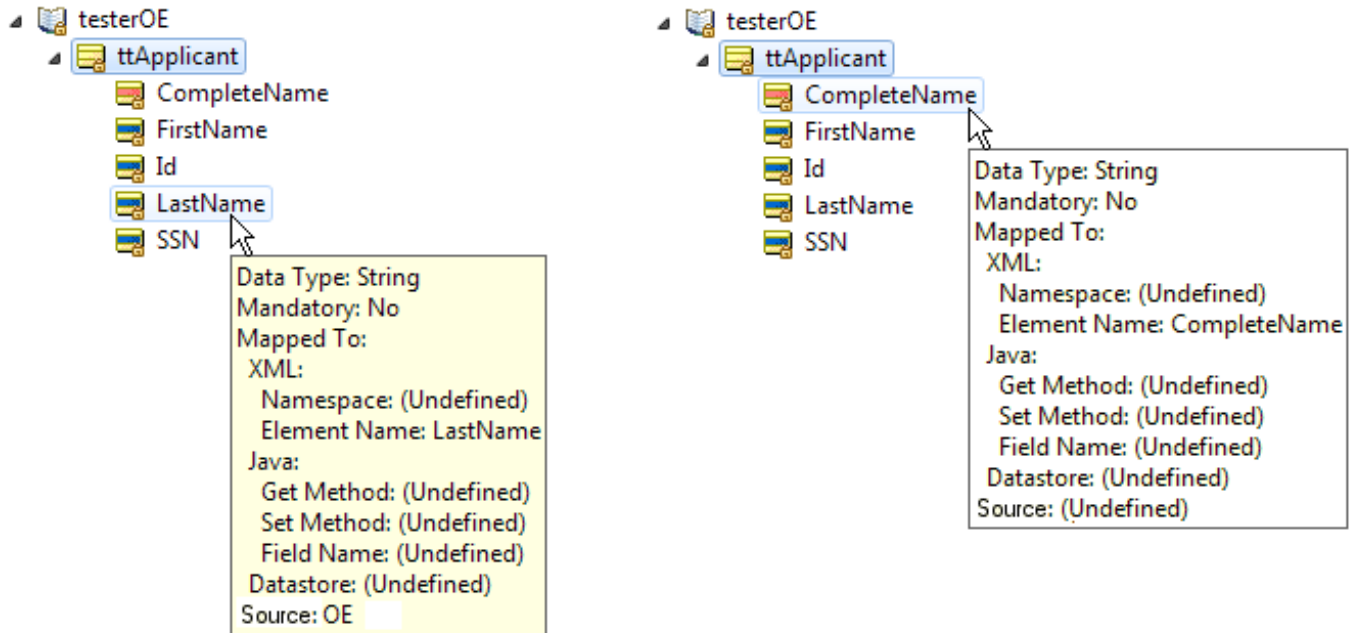 testerOE
ttApplicant
CompleteName
FirstName
Id
LastName
SSN
Data Type: String
Mandatory: No
Mapped To:
XML:
Namespace: (Undefined)
Element Name: LastName
Java:
Get Method: (Undefined)
Set Method: (Undefined)
Field Name: (Undefined)
Datastore: (Undefined)
Source: OE
testerOE
ttApplicant
CompleteName
FirstName
Id
LastName
SSN
Data Type: String
Mandatory: No
Mapped To:
XML:
Namespace: (Undefined)
Element Name: CompleteName
Java:
Get Method: (Undefined)
Set Method: (Undefined)
Field Name: (Undefined)
Datastore: (Undefined)
Source: (Undefined)